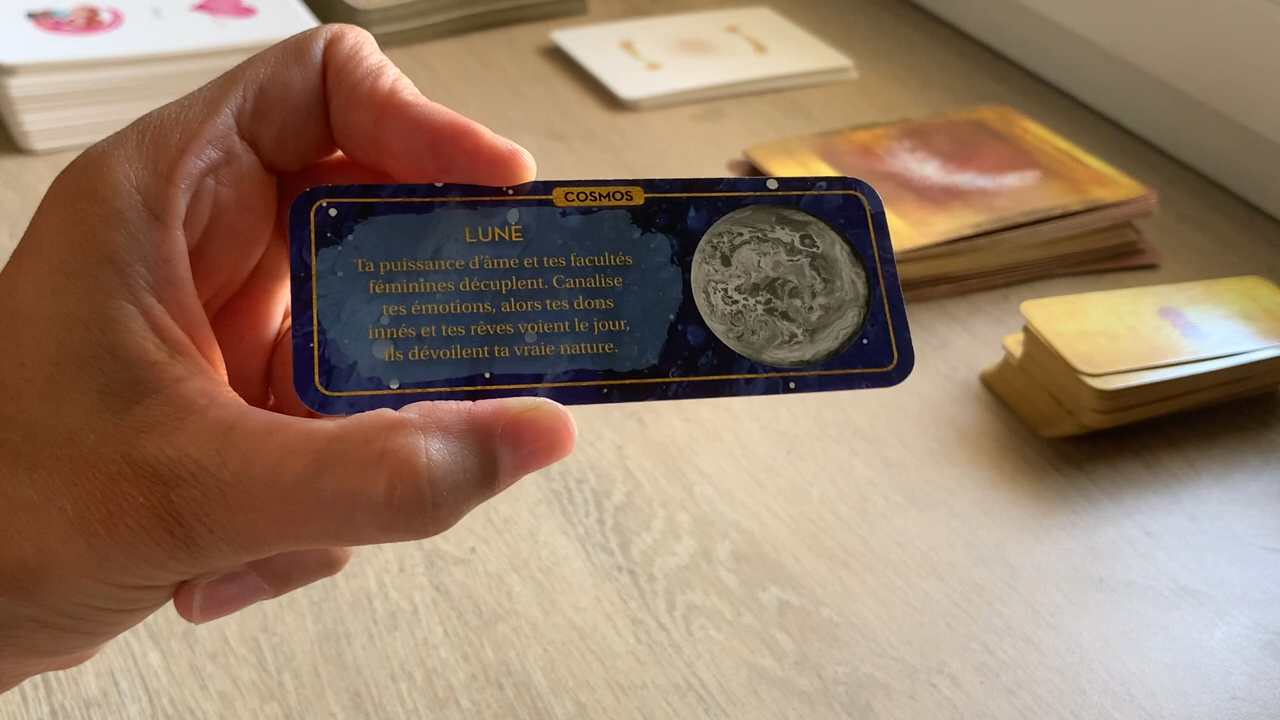 COSMOS
LUNE
Ta puissance d'âme et tes facultés
féminines décuplent. Canalise
tes émotions, alors tes dons
innés et tes rêves voient le jour,
ils dévoilent ta vraie nature.